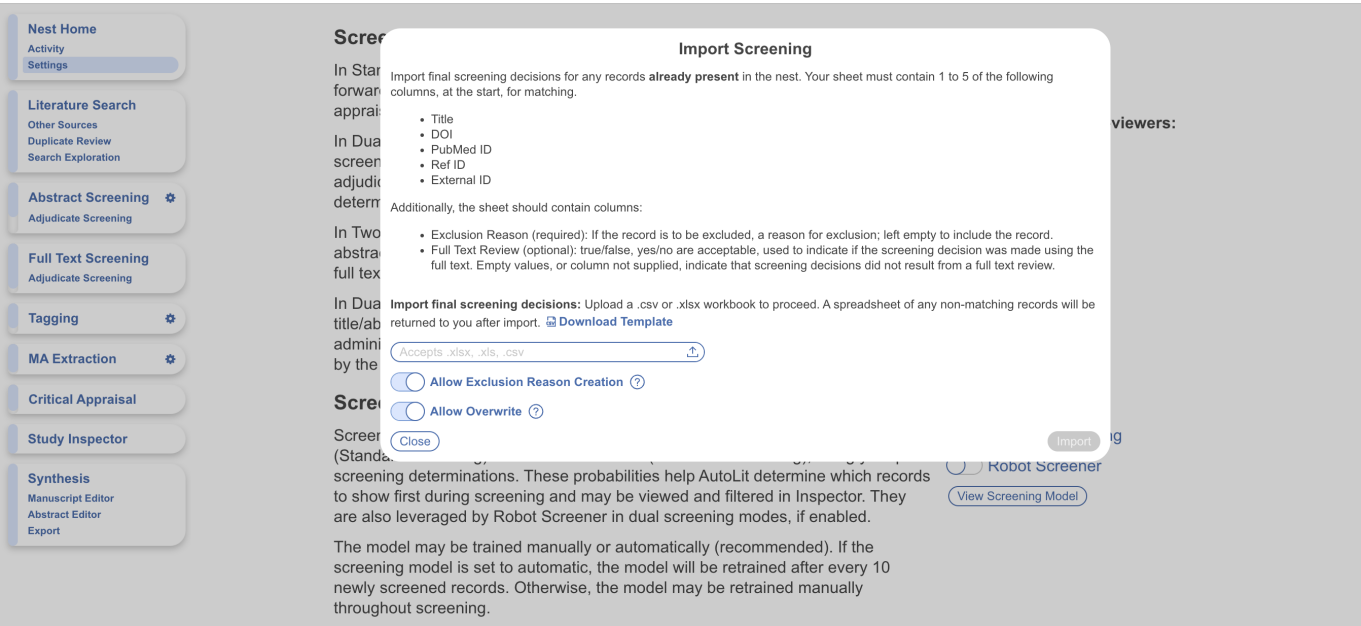 Nest Home
Activity
Settings
Literature Search
Other Sources
Duplicate Review
Search Exploration
Abstract Screening
Adjudicate Screening
Full Text Screening
Adjudicate Screening
Tagging
MA Extraction
Critical Appraisal
Study Inspector
Synthesis
Manuscript Editor
Abstract Editor
Export
Import Screening
Import final screening decisions for any records already present in the nest. Your sheet must contain 1 to 5 of the following
columns, at the start, for matching.
• Title
• DOI
• PubMed ID
• Ref ID
• External ID
Additionally, the sheet should contain columns:
• Exclusion Reason (required): If the record is to be excluded, a reason for exclusion; left empty to include the record.
• Full Text Review (optional): true/false, yes/no are acceptable, used to indicate if the screening decision was made using the
full text. Empty values, or column not supplied, indicate that screening decisions did not result from a full text review.
Import final screening decisions: Upload a .csv or .xlsx workbook to proceed. A spreadsheet of any non-matching records will be
returned to you after import. Download Template
Accepts .xlsx, .xls, .csv
Allow Exclusion Reason Creation ?
Allow Overwrite ?
Close
Import
In
In
In Two
In
by the
screening determinations. These probabilities help AutoLit determine which records
to show first during screening and may be viewed and filtered in Inspector. They
are also leveraged by Robot Screener in dual screening modes, if enabled.
The model may be trained manually or automatically (recommended). If the
screening model is set to automatic, the model will be retrained after every 10
newly screened records. Otherwise, the model may be retrained manually
throughout screening.
Robot Screener
View Screening Model